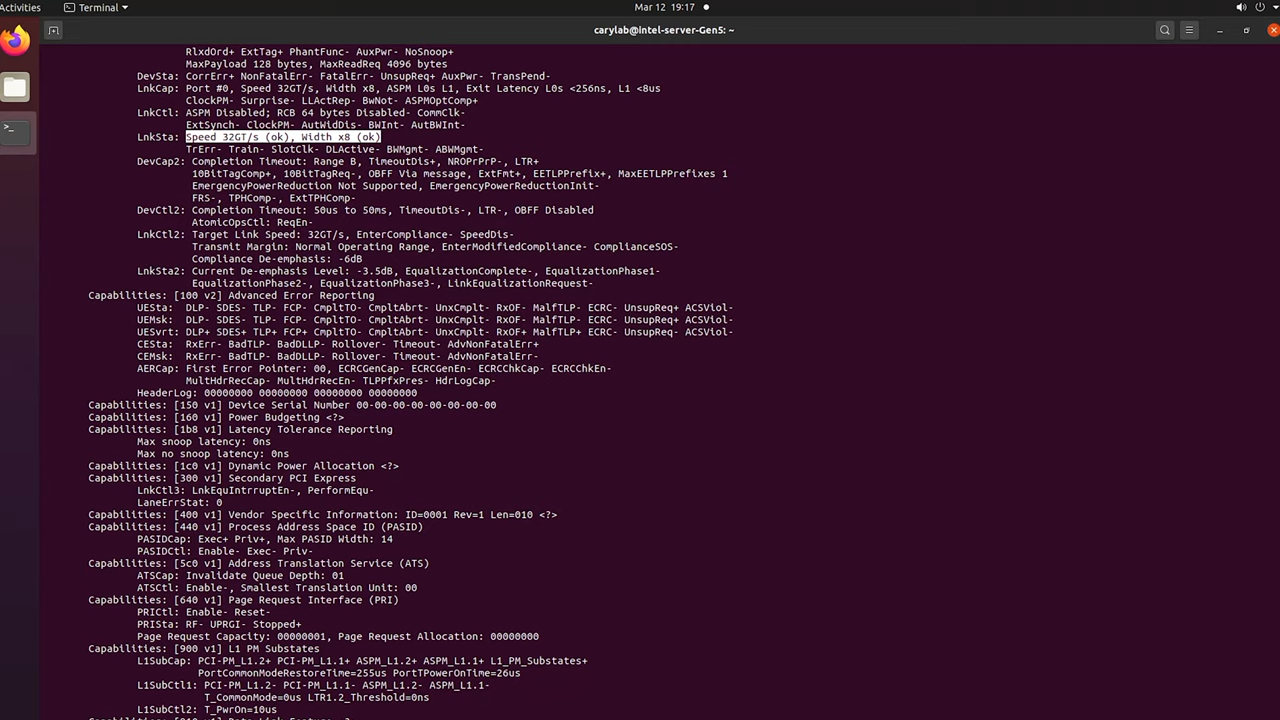 Activities
Terminal
Mar 12 19:17
carylab@intel-server-Gen5: ~
RlxdOrd+ ExtTag+ PhantFunc- AuxPwr- NoSnoop+
MaxPayload 128 bytes, MaxReadReq 4096 bytes
DevSta: CorrErr+ NonFatalErr- FatalErr- UnsupReq+ AuxPwr- TransPend-
LnkCap: Port #0, Speed 32GT/s, Width x8, ASPM L0s L1, Exit Latency L0s <256ns, L1 <8us
ClockPM- Surprise- LLActRep- BwNot- ASPMOptComp+
LnkCtl: ASPM Disabled; RCB 64 bytes Disabled- CommClk-
ExtSynch- ClockPM- AutWidDis- BWInt- AutBWInt-
LnkSta: Speed 32GT/s (ok), Width x8 (ok)
TrErr- Train- SlotClk- DLActive- BWMgmt- ABWMgmt-
DevCap2: Completion Timeout: Range B, TimeoutDis+, NROPrPrP-, LTR+
10BitTagComp+, 10BitTagReq-, OBFF Via message, ExtFmt+, EETLPPrefix+, MaxEETLPPrefixes 1
EmergencyPowerReduction Not Supported, EmergencyPowerReductionInit-
FRS-, TPHComp-, ExtTPHComp-
DevCtl2: Completion Timeout: 50us to 50ms, TimeoutDis-, LTR-, OBFF Disabled
AtomicOpsCtl: ReqEn-
LnkCtl2: Target Link Speed: 32GT/s, EnterCompliance- SpeedDis-
Transmit Margin: Normal Operating Range, EnterModifiedCompliance- ComplianceSOS-
Compliance De-emphasis: -6dB
LnkSta2: Current De-emphasis Level: -3.5dB, EqualizationComplete-, EqualizationPhase1-
EqualizationPhase2-, EqualizationPhase3-, LinkEqualizationRequest-
Capabilities: [100 v2] Advanced Error Reporting
UESta: DLP- SDES- TLP- FCP- CmpltTO- CmpltAbrt- UnxCmplt- RxOF- MalfTLP- ECRC- UnsupReq+ ACSViol-
UEMsk: DLP- SDES- TLP- FCP- CmpltTO- CmpltAbrt- UnxCmplt- RxOF- MalfTLP- ECRC- UnsupReq+ ACSViol-
UESvrt: DLP+ SDES+ TLP- FCP+ CmpltTO- CmpltAbrt- UnxCmplt- RxOF+ MalfTLP+ ECRC- UnsupReq- ACSViol-
CESta: RxErr- BadTLP- BadDLLP- Rollover- Timeout- AdvNonFatalErr+
CEMsk: RxErr- BadTLP- BadDLLP- Rollover- Timeout- AdvNonFatalErr-
AERCap: First Error Pointer: 00, ECRCGenCap- ECRCGenEn- ECRCChkCap- ECRCChkEn-
MultHdrRecCap- MultHdrRecEn- TLPPfxPres- HdrLogCap-
HeaderLog: 00000000 00000000 00000000 00000000
Capabilities: [150 v1] Device Serial Number 00-00-00-00-00-00-00-00
Capabilities: [160 v1] Power Budgeting <?>
Capabilities: [1b8 v1] Latency Tolerance Reporting
Max snoop latency: 0ns
Max no snoop latency: 0ns
Capabilities: [1c0 v1] Dynamic Power Allocation <?>
Capabilities: [300 v1] Secondary PCI Express
LnkCtl3: LnkEquIntrruptEn-, PerformEqu-
LaneErrStat: 0
Capabilities: [400 v1] Vendor Specific Information: ID=0001 Rev=1 Len=010 <?>
Capabilities: [440 v1] Process Address Space ID (PASID)
PASIDCap: Exec+ Priv+, Max PASID Width: 14
PASIDCtl: Enable- Exec- Priv-
Capabilities: [5c0 v1] Address Translation Service (ATS)
ATSCap: Invalidate Queue Depth: 01
ATSCtl: Enable-, Smallest Translation Unit: 00
Capabilities: [640 v1] Page Request Interface (PRI)
PRICtl: Enable- Reset-
PRISta: RF- UPRGI- Stopped+
Page Request Capacity: 00000001, Page Request Allocation: 00000000
Capabilities: [900 v1] L1 PM Substates
L1SubCap: PCI-PM_L1.2+ PCI-PM_L1.1+ ASPM_L1.2+ ASPM_L1.1+ L1_PM_Substates+
PortCommonModeRestoreTime=255us PortTPowerOnTime=26us
L1SubCtl1: PCI-PM_L1.2- PCI-PM_L1.1- ASPM_L1.2- ASPM_L1.1-
T_CommonMode=0us LTR1.2_Threshold=0ns
L1SubCtl2: T_PwrOn=10us